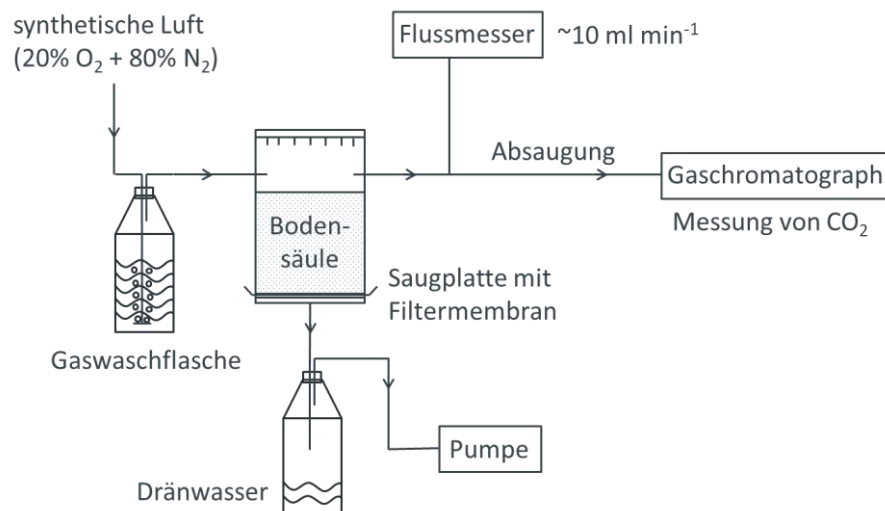 synthetische Luft
(20% O₂ + 80% N₂)
Flussmesser
~10 ml min⁻¹
Absaugung
Gaschromatograph
Messung von CO₂
Boden-
säule
Saugplatte mit
Filtermembran
Gaswaschflasche
Pumpe
Dränwasser